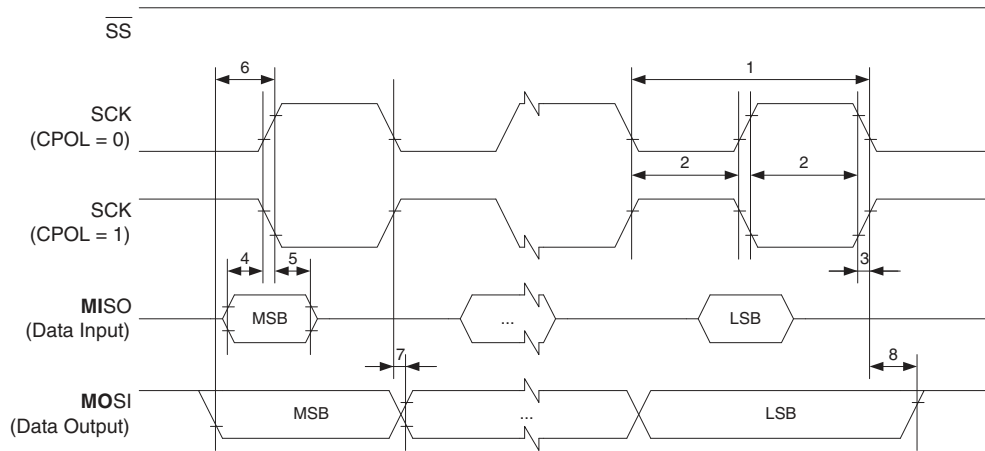 SS
6
1
SCK
(CPOL = 0)
2
2
SCK
(CPOL = 1)
4
5
3
MISO
(Data Input)
MSB
...
LSB
7
8
MOSI
(Data Output)
MSB
...
LSB